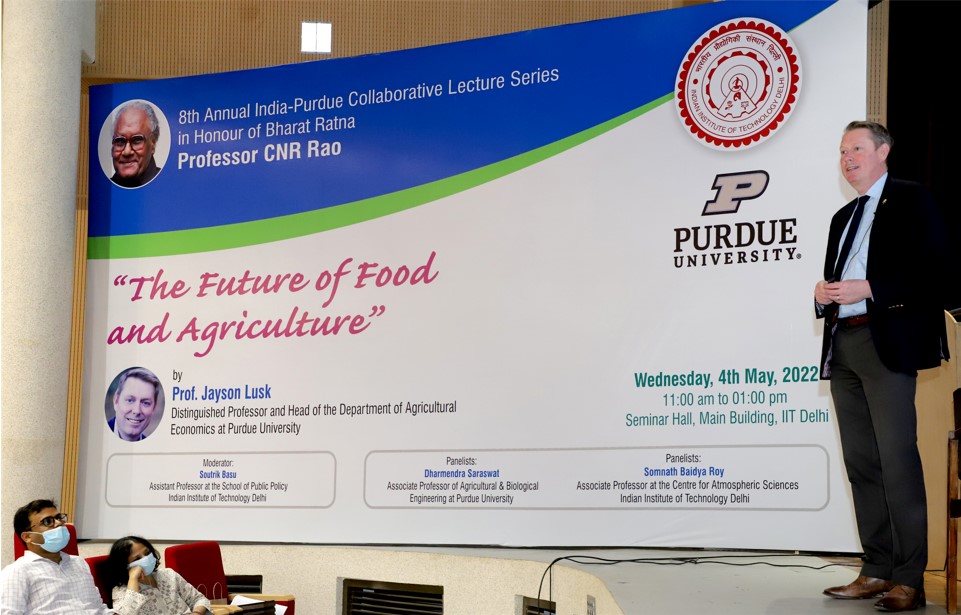 8th Annual India-Purdue Collaborative Lecture Series
in Honour of Bharat Ratna
Professor CNR Rao
भारतीय प्रौद्योगिकी संस्थान दिल्ली
INDIAN INSTITUTE OF TECHNOLOGY DELHI
P
PURDUE
UNIVERSITY®
“The Future of Food
and Agriculture”
by
Prof. Jayson Lusk
Distinguished Professor and Head of the Department of Agricultural
Economics at Purdue University
Wednesday, 4th May, 2022
11:00 am to 01:00 pm
Seminar Hall, Main Building, IIT Delhi
Moderator:
Soutrik Basu
Assistant Professor at the School of Public Policy
Indian Institute of Technology Delhi
Panelists:
Dharmendra Saraswat
Associate Professor of Agricultural & Biological
Engineering at Purdue University
Panelists:
Somnath Baidya Roy
Associate Professor at the Centre for Atmospheric Sciences
Indian Institute of Technology Delhi